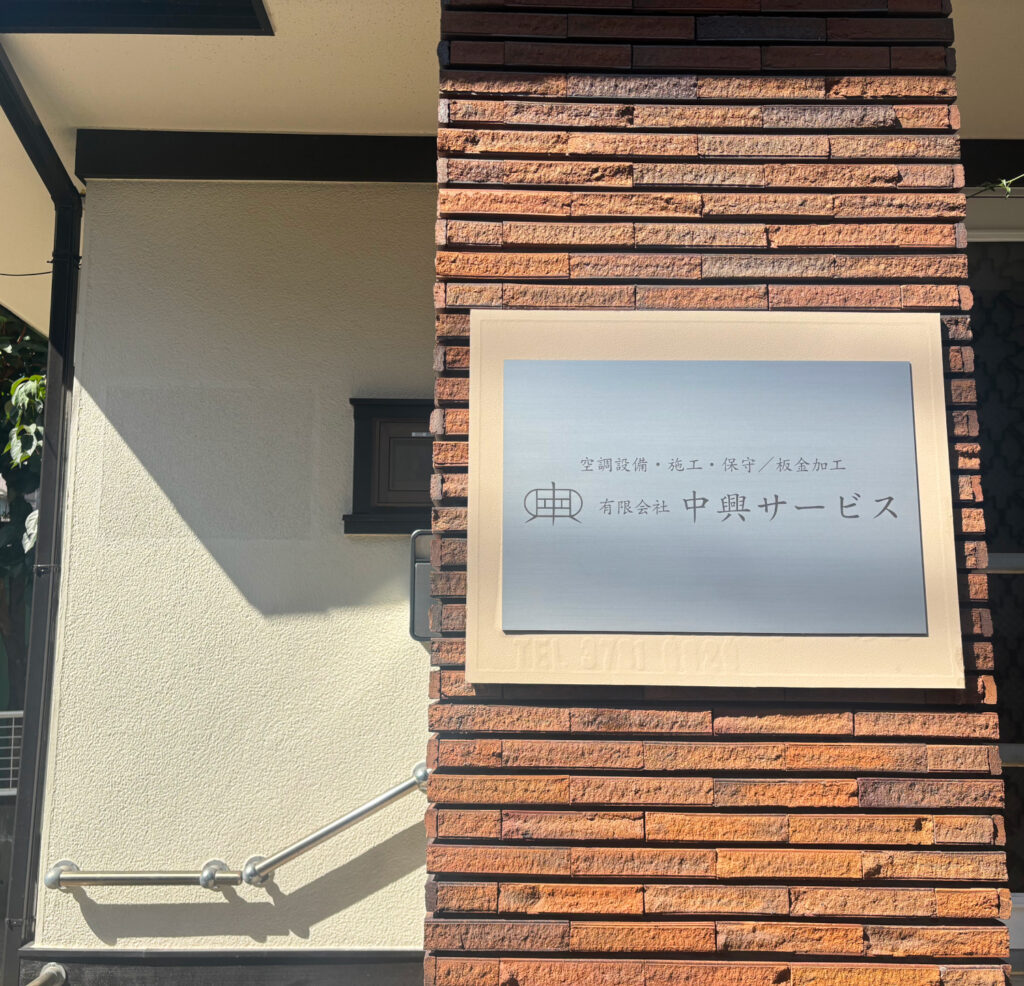 空調設備・施工・保守／板金加工
有限会社 中興サービス